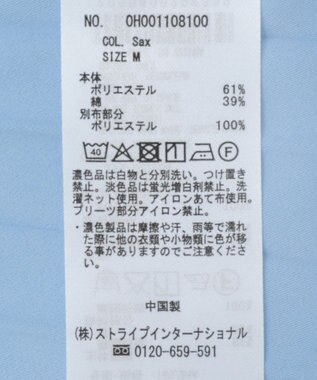 NO. OH001108100
COL. Sax
SIZE M
本体
ポリエステル 61%
綿 39%
別布部分
ポリエステル 100%
40 F
濃色品は白物と分別洗い。つけ置き
禁止。淡色品は蛍光増白剤禁止。洗
濯ネット使用。アイロンあて布使用。
プリーツ部分アイロン禁止。
・濃色製品は摩擦や汗、雨等で濡れ
た際に他の衣類や小物類に色が移
る事がありますのでご注意くださ
い。
中国製
(株)ストライプインターナショナル
0120-659-591